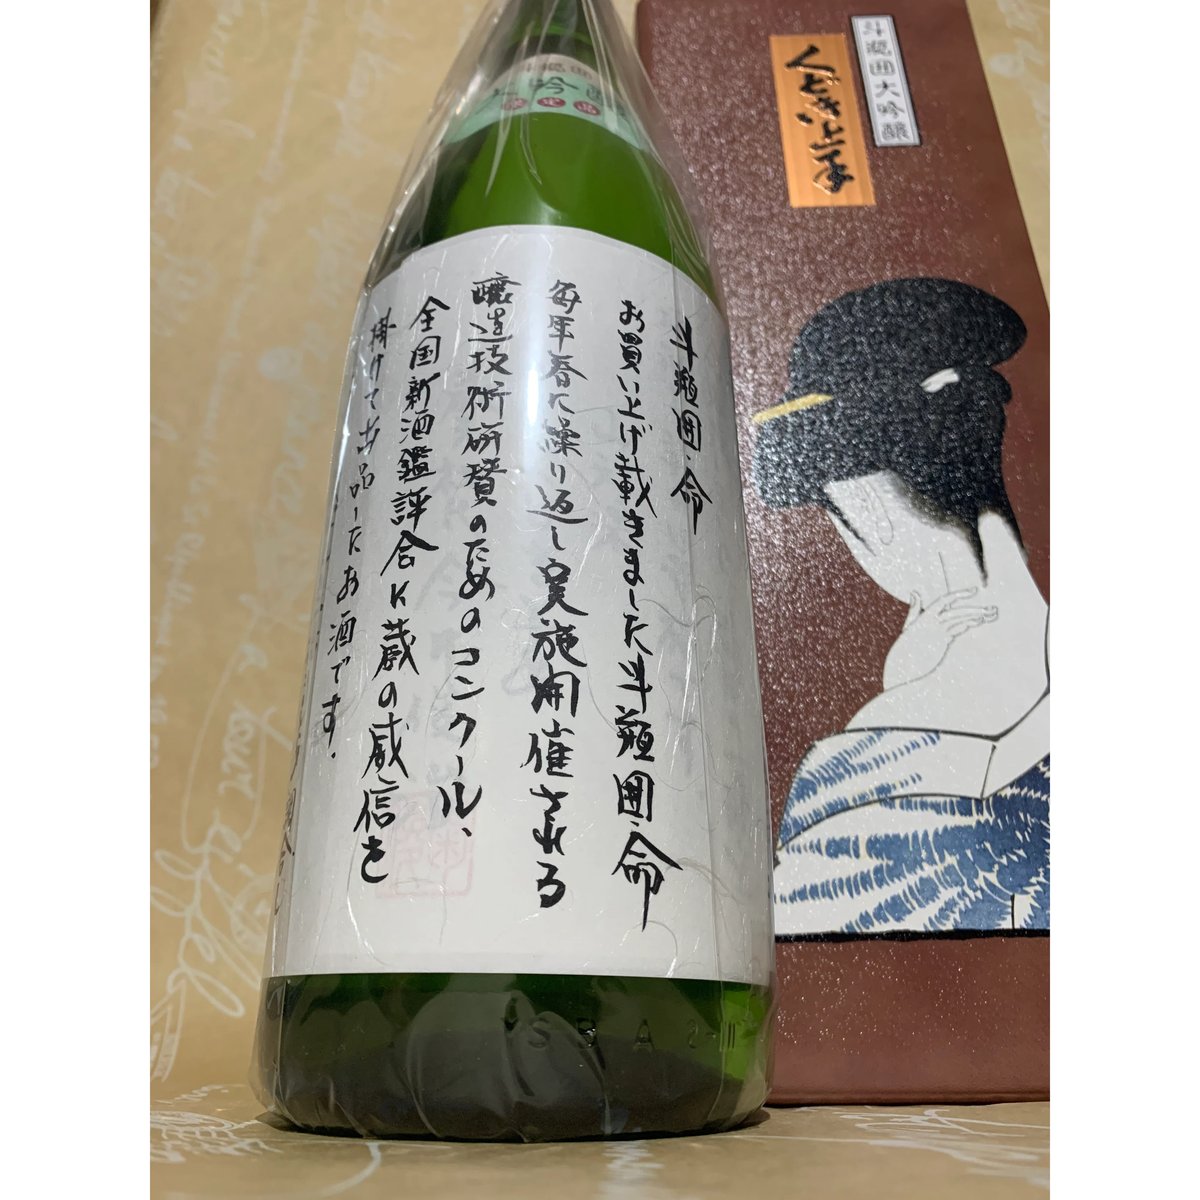 斗瓶囲大吟醸
くどき上手
斗瓶囲命
お買い上げ載きました斗瓶囲・命
毎年春に繰り返し実施開催される
醸造技術研賛のためのコンクール、
全国新酒鑑評会に蔵の威信を
掛けて出品したお酒です。